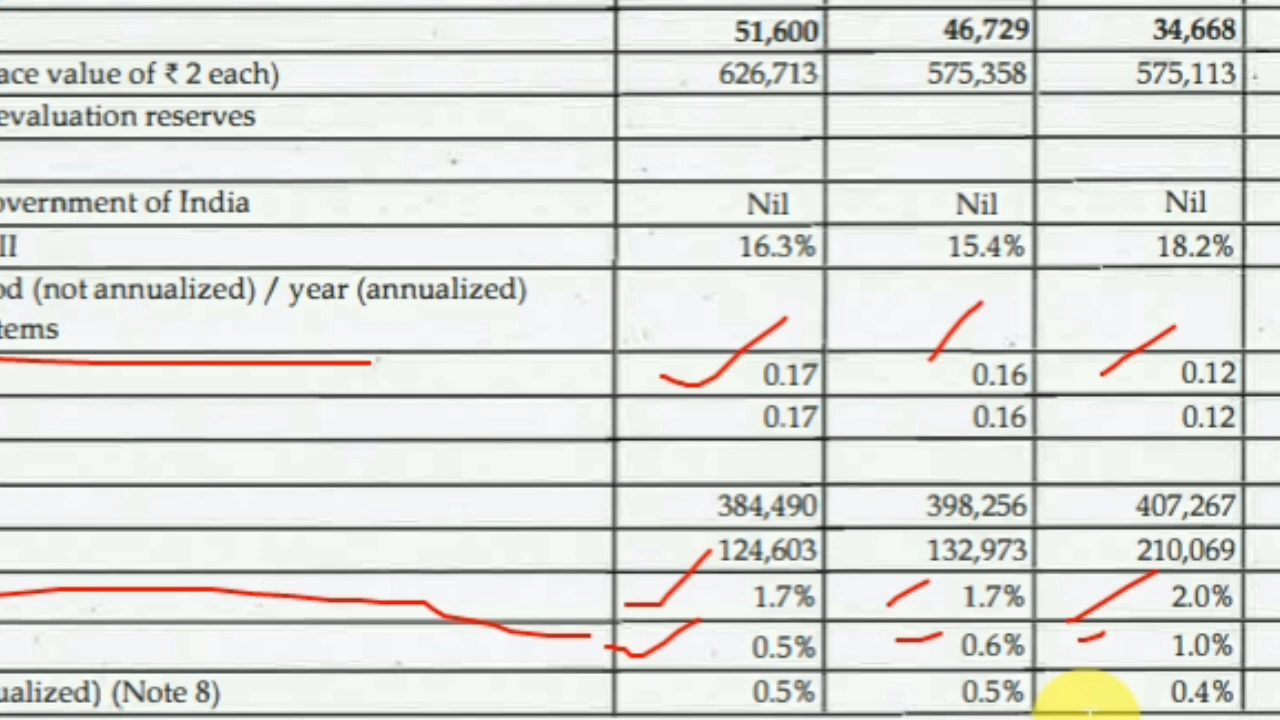 51,600 46,729 34,668
ace value of ₹ 2 each) 626,713 575,358 575,113
evaluation reserves
overnment of India Nil Nil Nil
II 16.3% 15.4% 18.2%
od (not annualized) / year (annualized)
tems
0.17 0.16 0.12
0.17 0.16 0.12
384,490 398,256 407,267
124,603 132,973 210,069
1.7% 1.7% 2.0%
0.5% 0.6% 1.0%
ualized) (Note 8) 0.5% 0.5% 0.4%